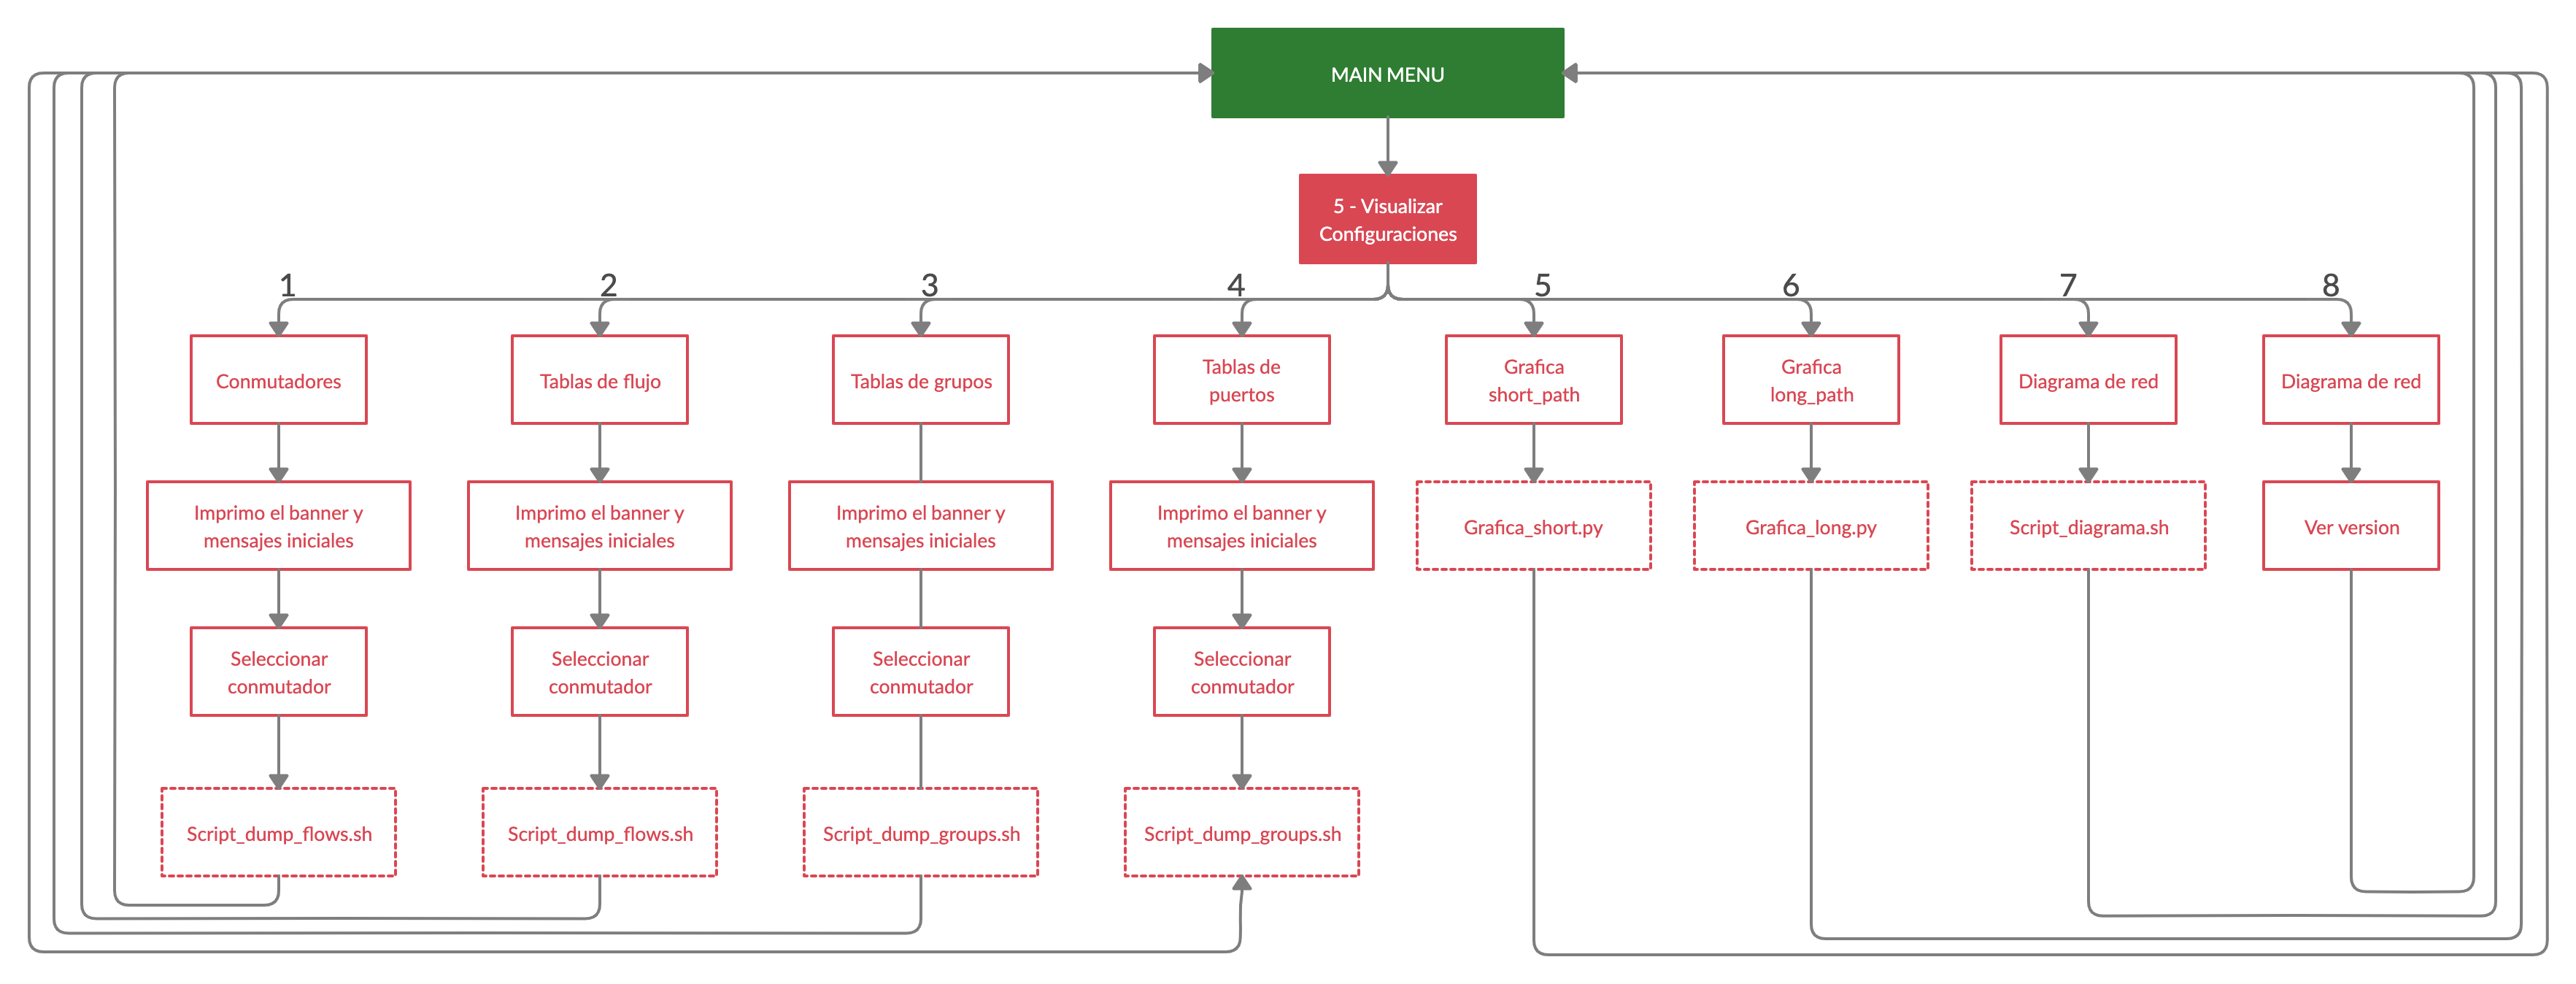 MAIN MENU
5 - Visualizar
Configuraciones
1
2
3
4
5
6
7
8
Conmutadores
Tablas de flujo
Tablas de grupos
Tablas de
puertos
Grafica
short_path
Grafica
long_path
Diagrama de red
Diagrama de red
Imprimo el banner y
mensajes iniciales
Imprimo el banner y
mensajes iniciales
Imprimo el banner y
mensajes iniciales
Imprimo el banner y
mensajes iniciales
Grafica_short.py
Grafica_long.py
Script_diagrama.sh
Ver version
Seleccionar
conmutador
Seleccionar
conmutador
Seleccionar
conmutador
Seleccionar
conmutador
Script_dump_flows.sh
Script_dump_flows.sh
Script_dump_groups.sh
Script_dump_groups.sh